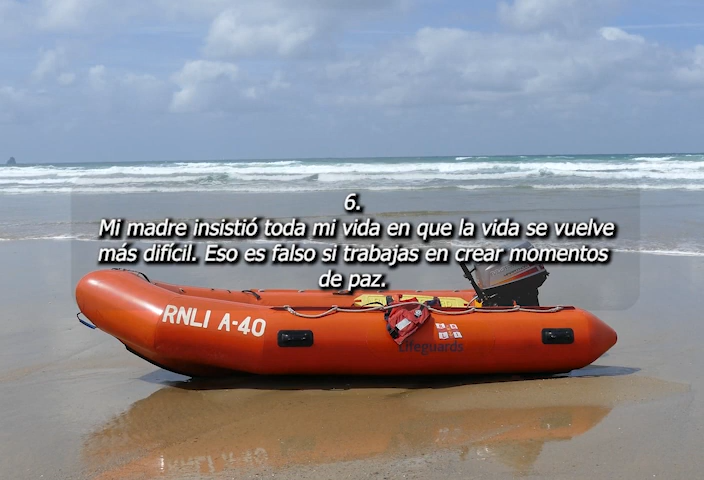 6.
Mi madre insistió toda mi vida en que la vida se vuelve
más difícil. Eso es falso si trabajas en crear momentos
de paz.
RNLI A-40
Lifeguards